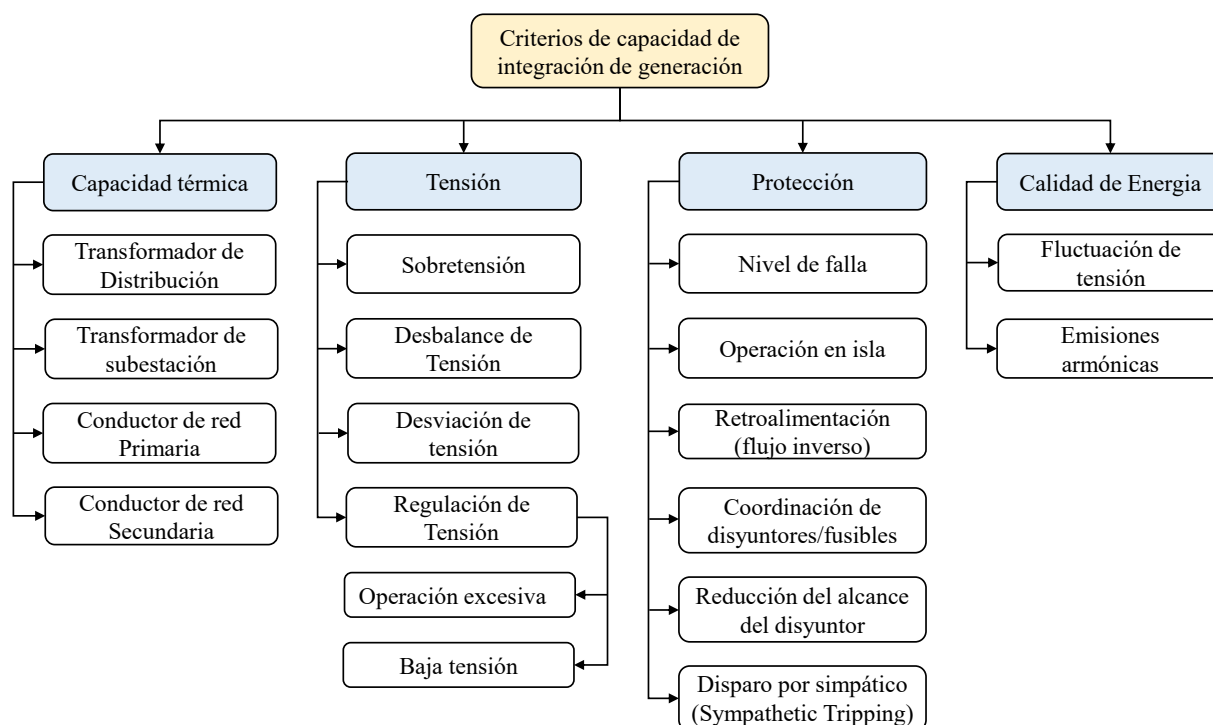 Criterios de capacidad de
integración de generación
Capacidad térmica
Transformador de
Distribución
Transformador de
subestación
Conductor de red
Primaria
Conductor de red
Secundaria
Tensión
Sobretensión
Desbalance de
Tensión
Desviación de
tensión
Regulación de
Tensión
Operación excesiva
Baja tensión
Protección
Nivel de falla
Operación en isla
Retroalimentación
(flujo inverso)
Coordinación de
disyuntores/fusibles
Reducción del alcance
del disyuntor
Disparo por simpático
(Sympathetic Tripping)
Calidad de Energia
Fluctuación de
tensión
Emisiones
armónicas